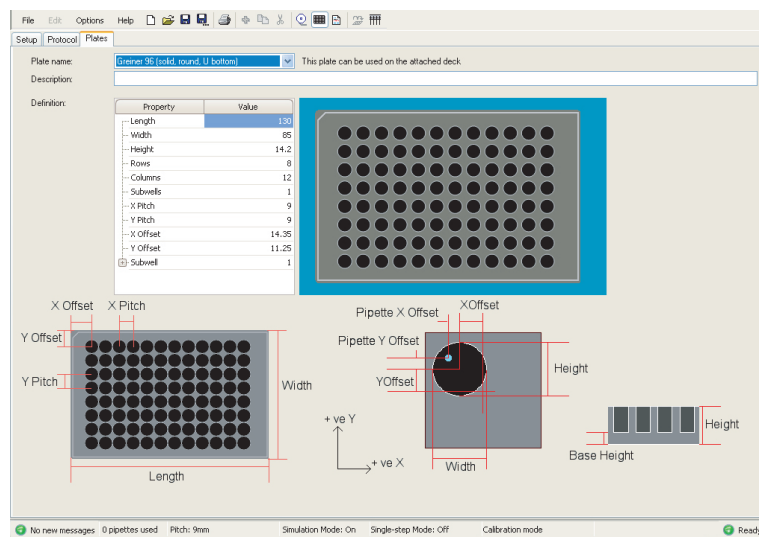 File Edit Options Help
Setup Protocol Plates
Plate name: Greiner 96 (solid, round, U bottom) This plate can be used on the attached deck
Description:
Definition:
Property Value
Length 130
Width 85
Height 14.2
Rows 8
Columns 12
Subwells 1
X Pitch 9
Y Pitch 9
X Offset 14.35
Y Offset 11.25
Subwell 1
X Offset X Pitch
Y Offset
Y Pitch
Width
Length
Pipette X Offset XOffset
Pipette Y Offset
YOffset
Height
Width
+ ve Y
+ ve X
Height
Base Height
No new messages 0 pipettes used Pitch: 9mm Simulation Mode: On Single-step Mode: Off Calibration mode Ready